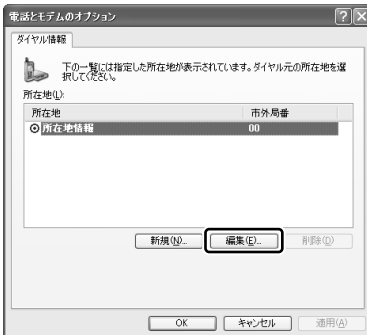 電話とモデムのオプション
ダイヤル情報
下の一覧には指定した所在地が表示されています。ダイヤル元の所在地を選
択してください。
所在地(L):
所在地 市外局番
所在地情報 00
新規(N)... 編集(E)... 削除(D)
OK キャンセル 適用(A)